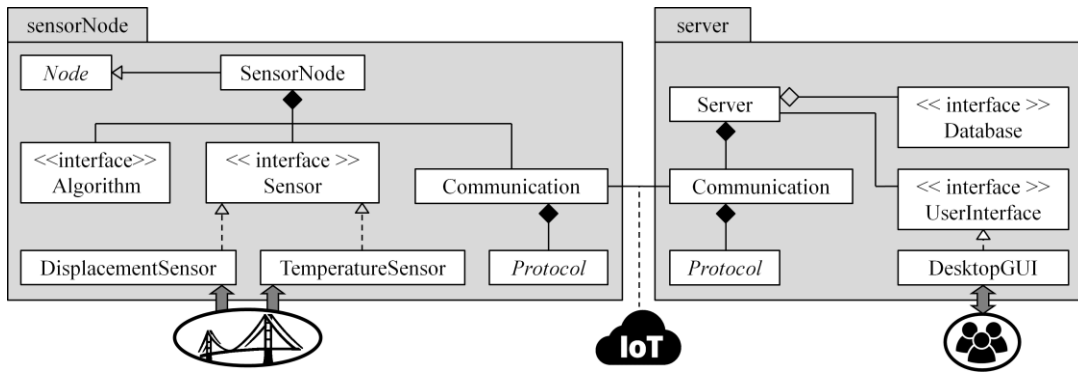 sensorNode
Node
SensorNode
<<interface>>
Algorithm
<< interface >>
Sensor
Communication
DisplacementSensor
TemperatureSensor
Protocol
server
Server
<< interface >>
Database
Communication
<< interface >>
UserInterface
Protocol
DesktopGUI
IoT